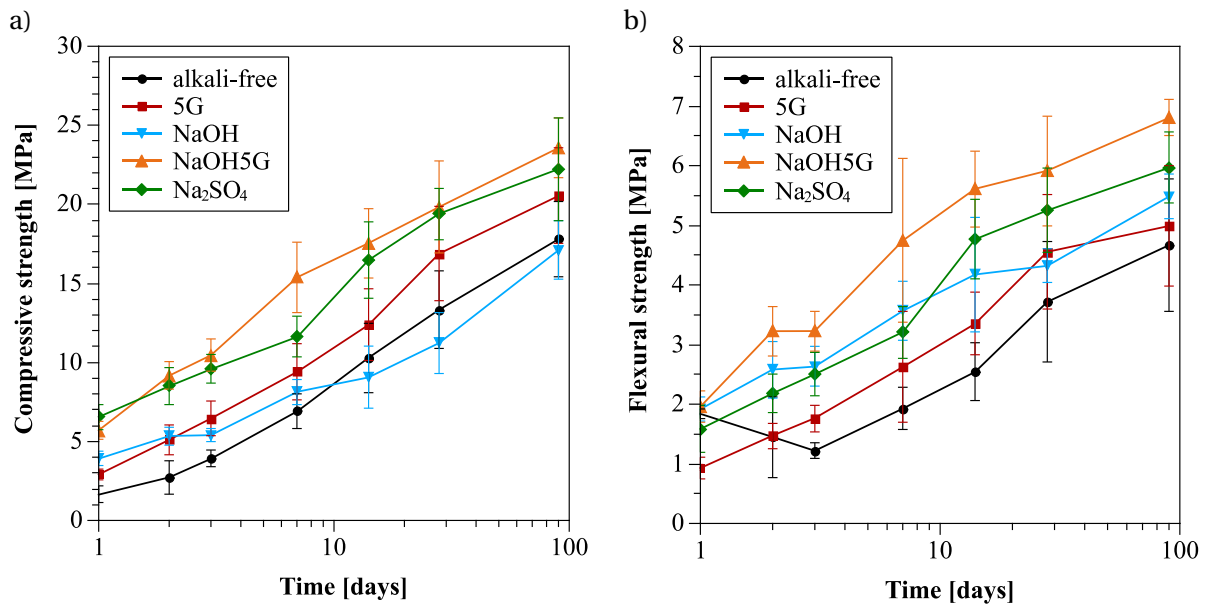 a)
Compressive strength [MPa]
30
25
20
15
10
5
0
alkali-free
5G
NaOH
NaOH5G
Na₂SO₄
1
10
100
Time [days]
b)
Flexural strength [MPa]
8
7
6
5
4
3
2
1
0
alkali-free
5G
NaOH
NaOH5G
Na₂SO₄
1
10
100
Time [days]